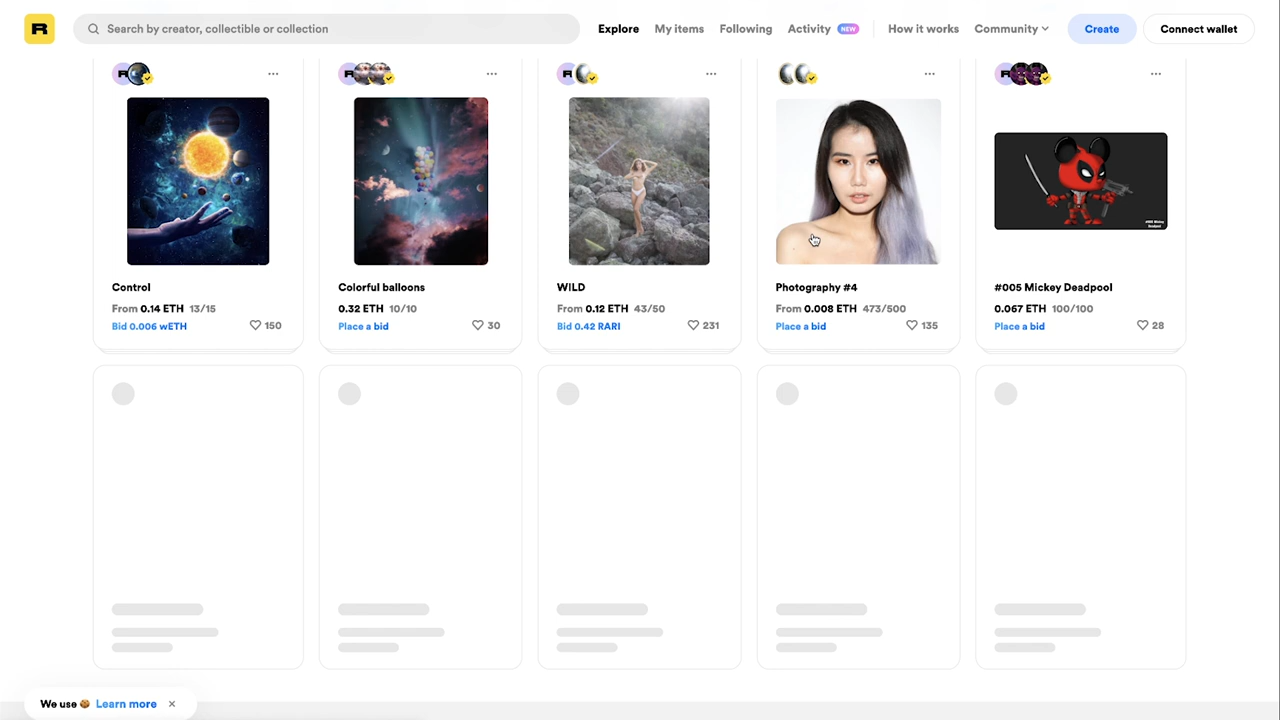 R Search by creator, collectible or collection Explore My items Following Activity NEW How it works Community Create Connect wallet
Control
From 0.14 ETH 13/15
Bid 0.006 wETH 150
Colorful balloons
0.32 ETH 10/10
Place a bid 30
WILD
From 0.12 ETH 43/50
Bid 0.42 RARI 231
Photography #4
From 0.008 ETH 473/500
Place a bid 135
#005 Mickey Deadpool
#005 Mickey Deadpool
0.067 ETH 100/100
Place a bid 28
We use 🍪 Learn more